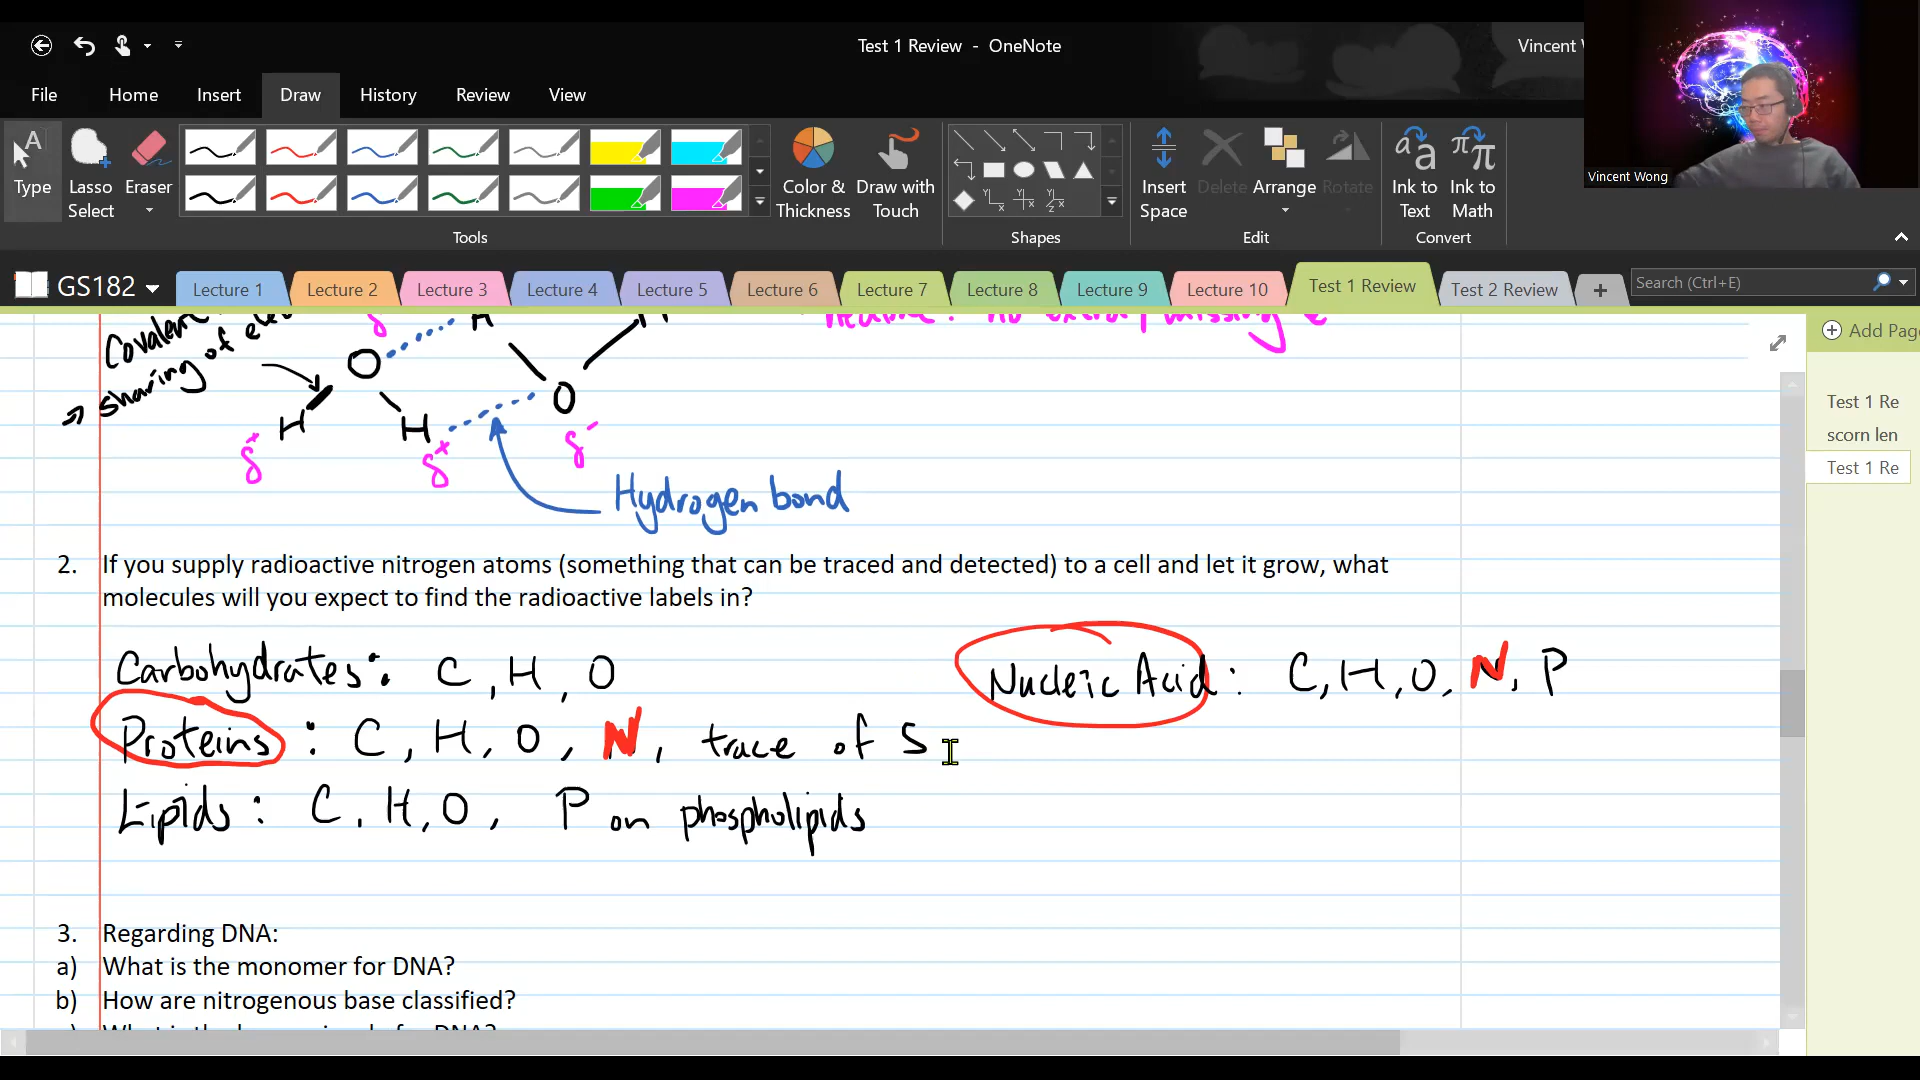 Test 1 Review - OneNote
Vincent
File Home Insert Draw History Review View
Type
Lasso Select
Eraser
Color & Thickness
Draw with Touch
Insert Space
Delete
Arrange
Rotate
Ink to Text
Ink to Math
Tools
Shapes
Edit
Convert
Vincent Wong
GS182
Lecture 1 Lecture 2 Lecture 3 Lecture 4 Lecture 5 Lecture 6 Lecture 7 Lecture 8 Lecture 9 Lecture 10 Test 1 Review Test 2 Review +
Search (Ctrl+E)
Add Pag
Test 1 Re
scorn len
Test 1 Re
sharing of
O
H
H
H
O
δ+
δ+
δ-
Hydrogen bond
2. If you supply radioactive nitrogen atoms (something that can be traced and detected) to a cell and let it grow, what
molecules will you expect to find the radioactive labels in?
Carbohydrates: C, H, O
Nucleic Acid: C, H, O, N, P
Proteins: C, H, O, N, trace of S
Lipids: C, H, O, P on phospholipids
3. Regarding DNA:
a) What is the monomer for DNA?
b) How are nitrogenous base classified?